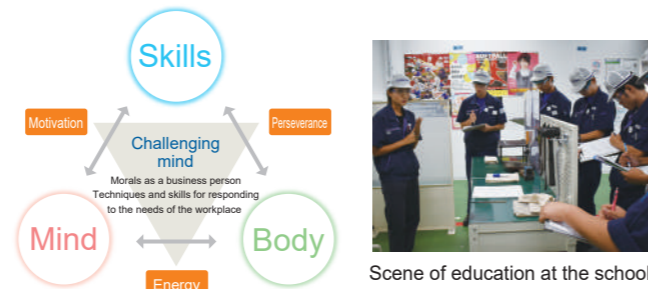 Skills
Motivation
Perseverance
Challenging
mind
Morals as a business person
Techniques and skills for responding
to the needs of the workplace
Mind
Body
Energy
Scene of education at the school